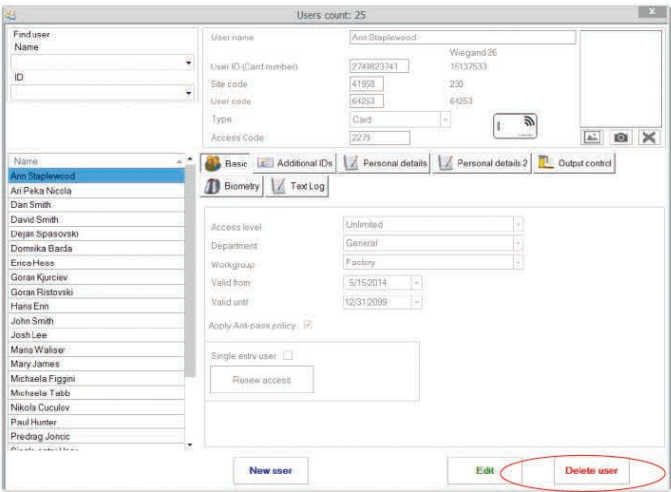 Users count: 25
x
Find user
Name
ID
User name
Ann Staplewood
Wiegand 26
User ID (Card number)
2749823741
15137533
Site code
41958
230
User code
64253
64253
Type
Card
Access Code
2279
Name
Ann Staplewood
Ari Peka Nicola
Dan Smith
David Smith
Dejan Spasovski
Domnika Barda
Erica Hess
Goran Kjurciev
Goran Ristovski
Hans Enn
John Smith
Josh Lee
Maria Waliser
Mary James
Michaela Figgini
Michaela Tabb
Nikola Cuculov
Paul Hunter
Predrag Joncic
Single entry User
Basic
Additional IDs
Personal details
Personal details 2
Output control
Biometry
Text Log
Access level
Unlimited
Department
General
Workgroup
Factory
Valid from
5/15/2014
Valid until
12/31/2099
Apply Anti-pass policy
Single entry user
Renew access
New user
Edit
Delete user